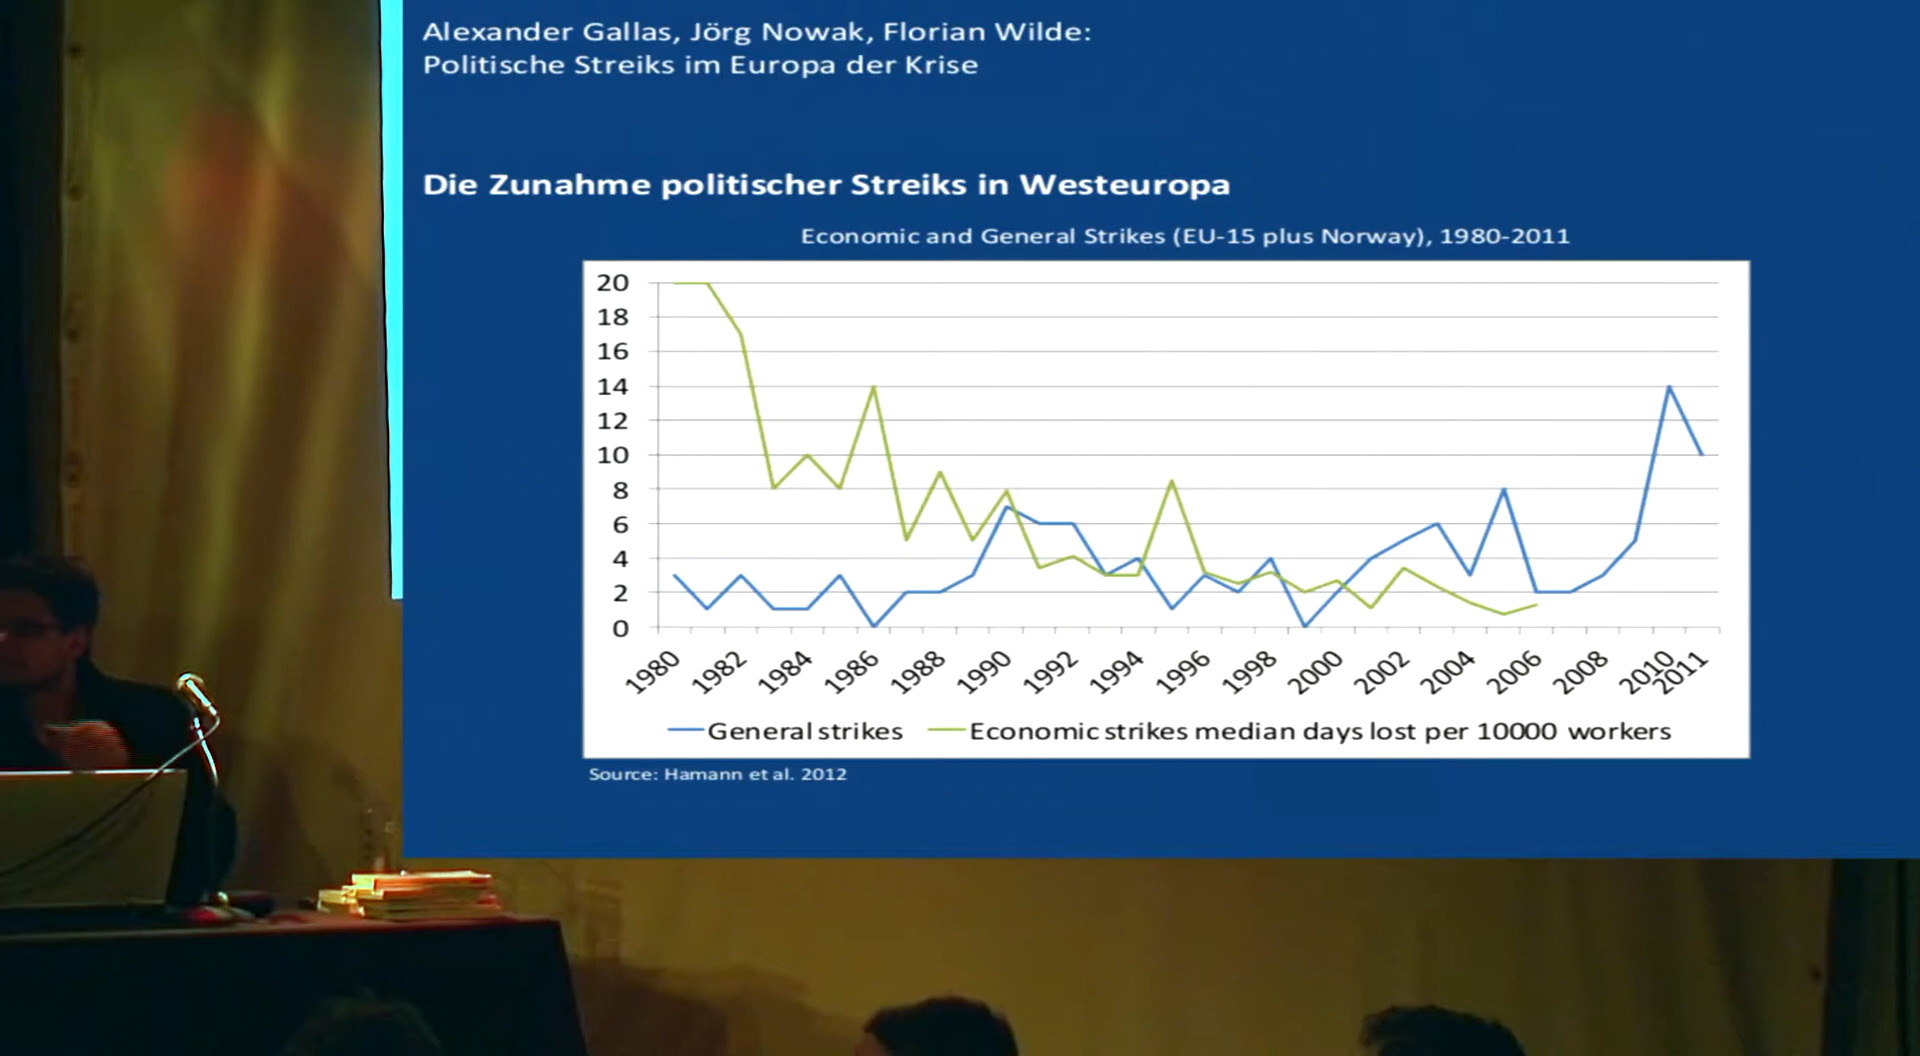 Alexander Gallas, Jörg Nowak, Florian Wilde:
Politische Streiks im Europa der Krise
Die Zunahme politischer Streiks in Westeuropa
Economic and General Strikes (EU-15 plus Norway), 1980-2011
20
18
16
14
12
10
8
6
4
2
0
1980 1982 1984 1986 1988 1990 1992 1994 1996 1998 2000 2002 2004 2006 2008 2010 2011
General strikes Economic strikes median days lost per 10000 workers
Source: Hamann et al. 2012